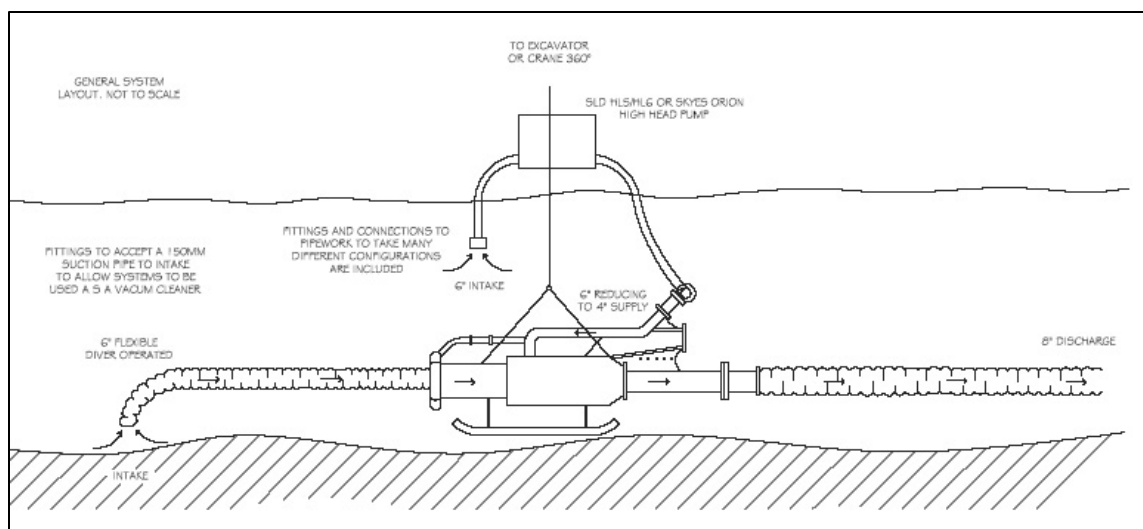 TO EXCAVATOR
OR CRANE 360°
GENERAL SYSTEM
LAYOUT. NOT TO SCALE
SLD HL5/HL6 OR SKYES ORION
HIGH HEAD PUMP
FITTINGS AND CONNECTIONS TO
PIPEWORK TO TAKE MANY
DIFFERENT CONFIGURATIONS
ARE INCLUDED
FITTINGS TO ACCEPT A 150MM
SUCTION PIPE TO INTAKE
TO ALLOW SYSTEMS TO BE
USED A S A VACUM CLEANER
6" INTAKE
6" REDUCING
TO 4" SUPPLY
6" FLEXIBLE
DIVER OPERATED
8" DISCHARGE
INTAKE